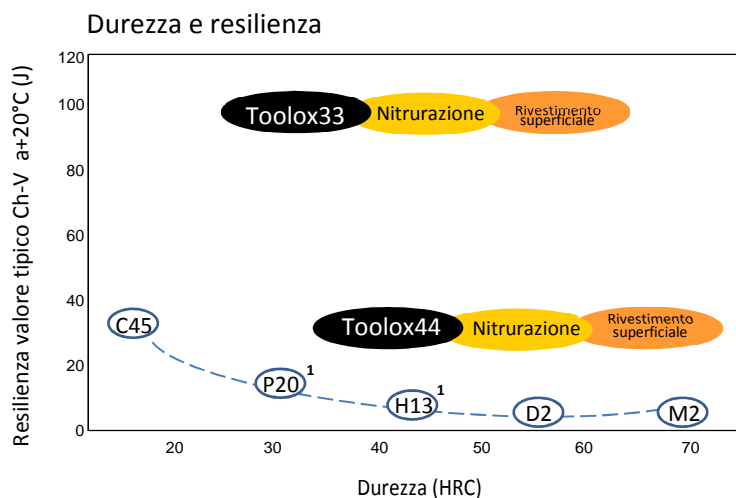 Durezza e resilienza
Resilienza valore tipico Ch-V a+20°C (J)
120
100
80
60
40
20
0
Toolox33
Nitrurazione
Rivestimento
superficiale
Toolox44
Nitrurazione
Rivestimento
superficiale
C45
P20 1
H13 1
D2
M2
20 30 40 50 60 70
Durezza (HRC)